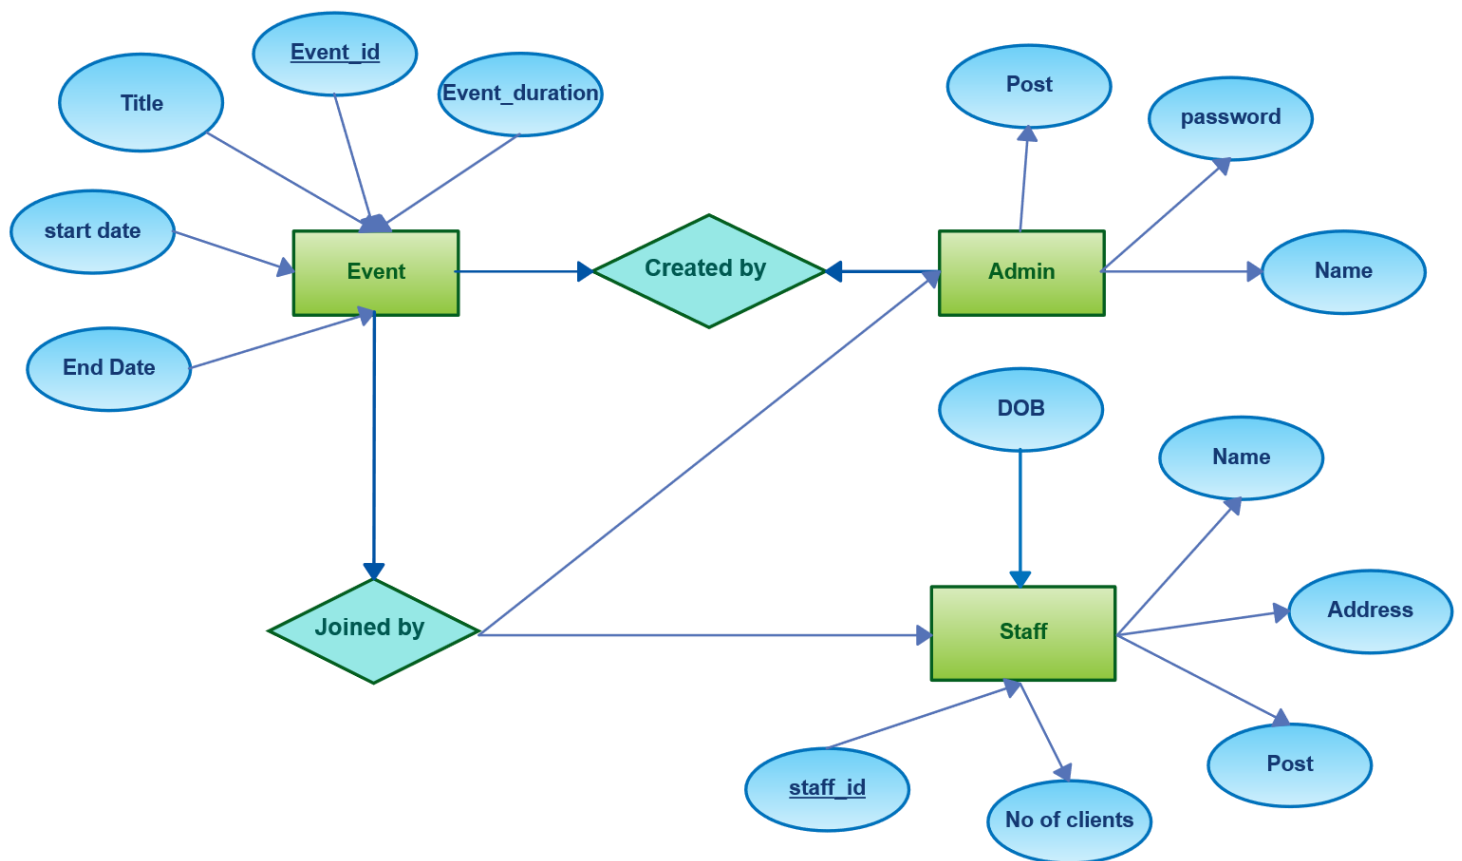 Event_id
Post
Title
Event_duration
password
start date
Event
Created by
Admin
Name
End Date
DOB
Name
Address
Joined by
Staff
Post
staff_id
No of clients